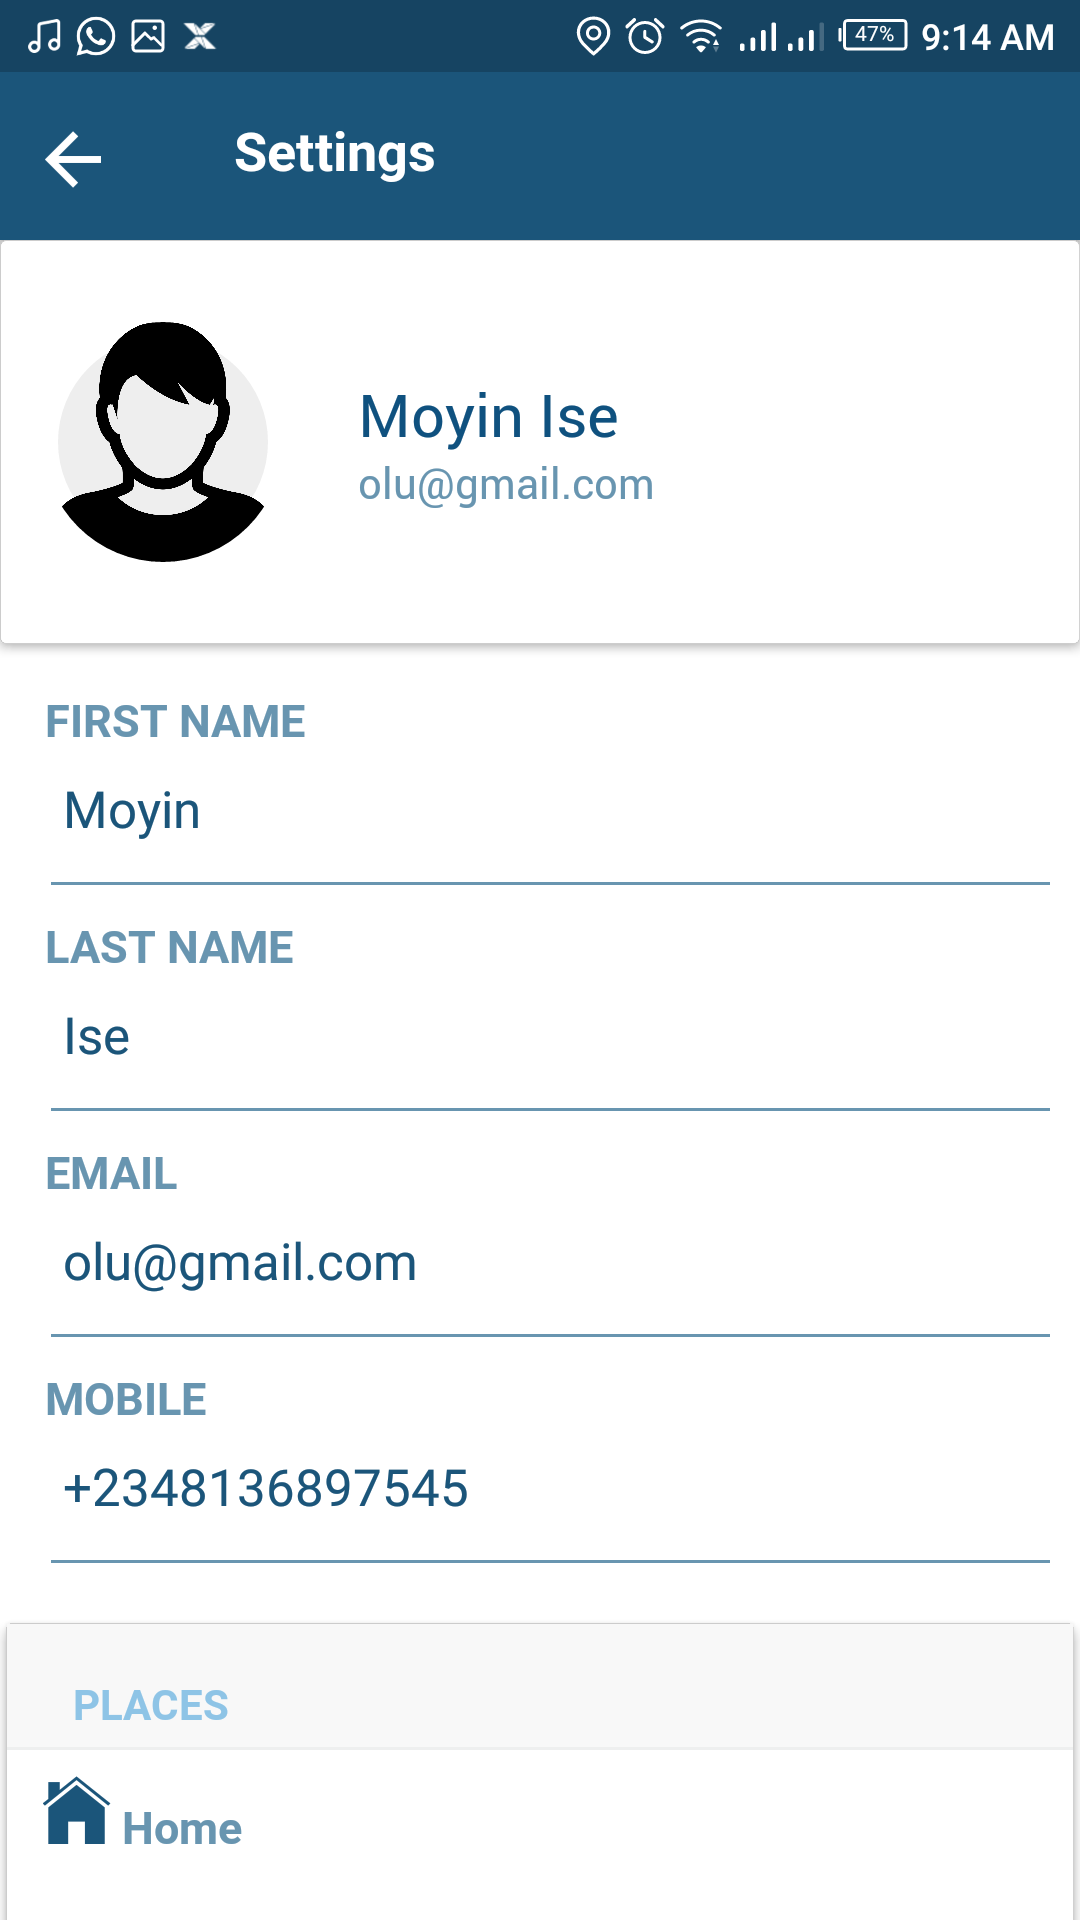 47% 9:14 AM
Settings
Moyin Ise
olu@gmail.com
FIRST NAME
Moyin
LAST NAME
Ise
EMAIL
olu@gmail.com
MOBILE
+2348136897545
PLACES
Home